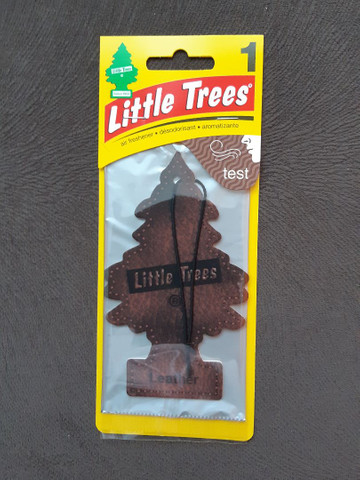 1
Little Trees
air freshener • désodorisant • aromatizante
test
Little Trees
Leather